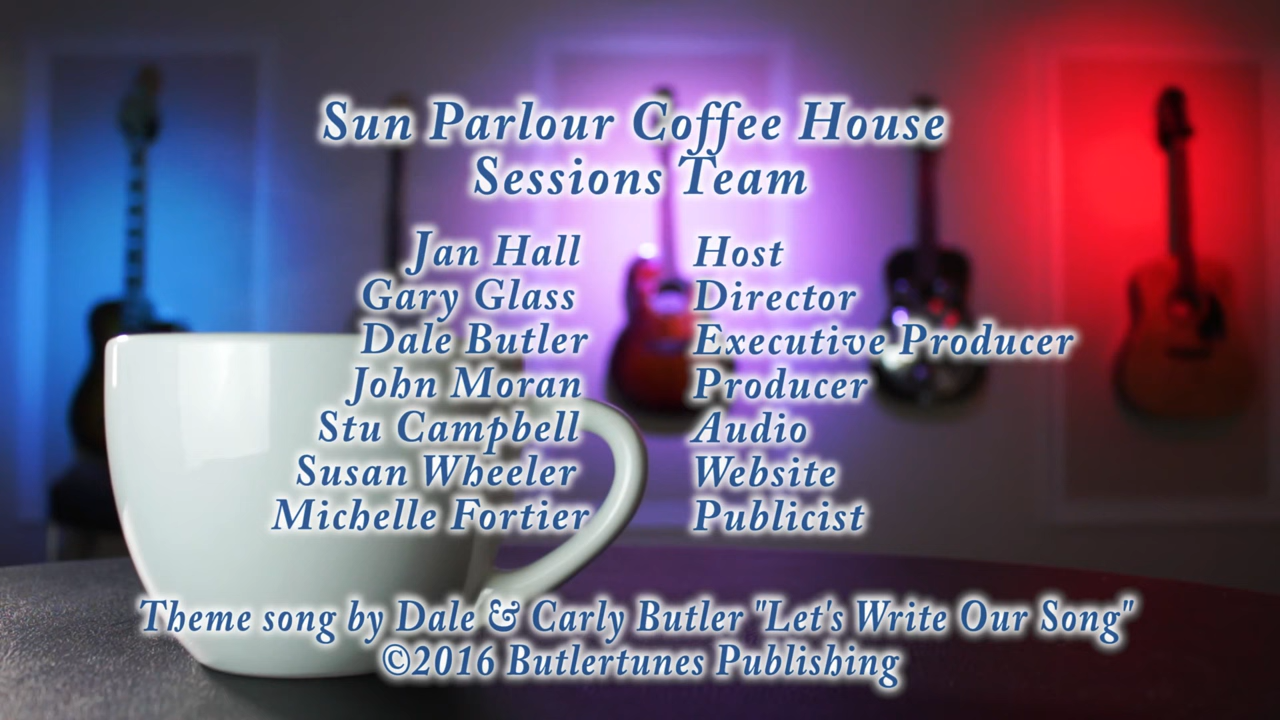 Sun Parlour Coffee House
Sessions Team
Jan Hall Host
Gary Glass Director
Dale Butler Executive Producer
John Moran Producer
Stu Campbell Audio
Susan Wheeler Website
Michelle Fortier Publicist
Theme song by Dale & Carly Butler "Let's Write Our Song"
©2016 Butlertunes Publishing